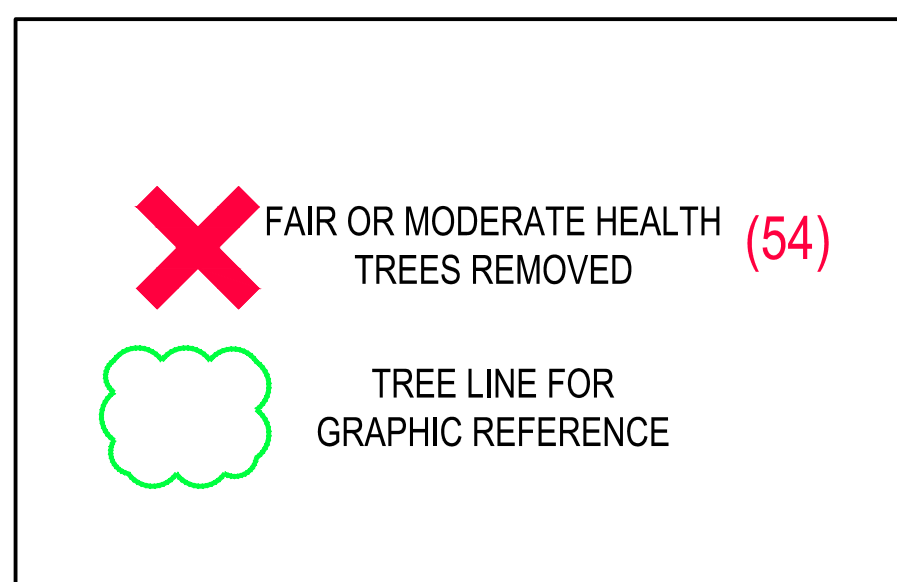 FAIR OR MODERATE HEALTH
TREES REMOVED
(54)
TREE LINE FOR
GRAPHIC REFERENCE